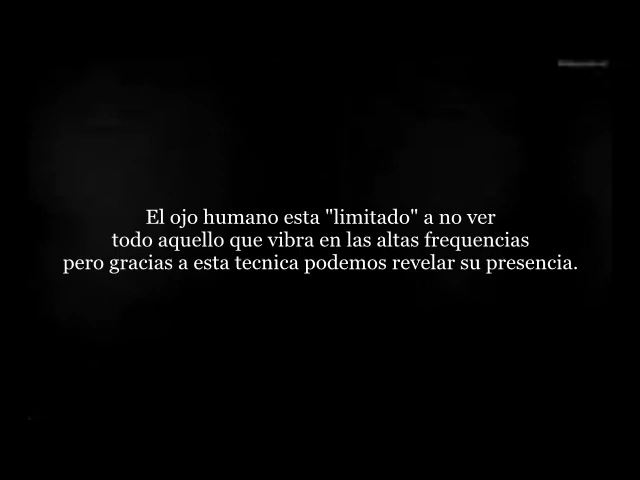 El ojo humano esta "limitado" a no ver
todo aquello que vibra en las altas frequencias
pero gracias a esta tecnica podemos revelar su presencia.